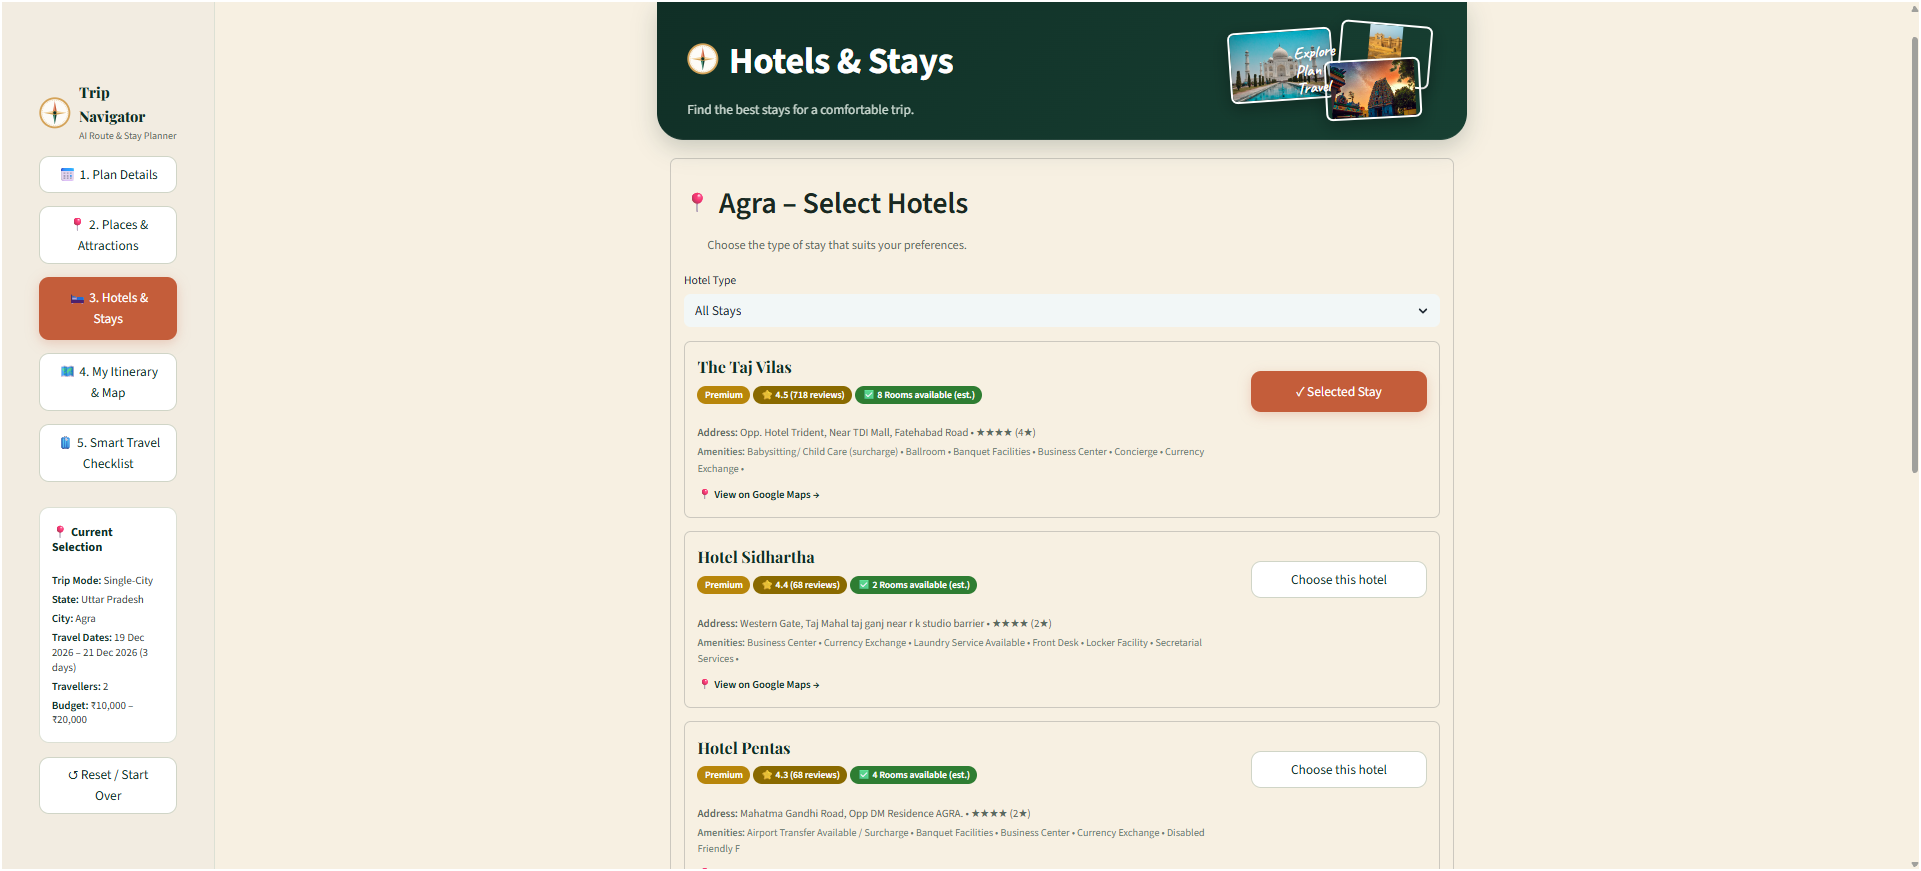 Trip
Navigator
AI Route & Stay Planner
1. Plan Details
2. Places &
Attractions
3. Hotels &
Stays
4. My Itinerary
& Map
5. Smart Travel
Checklist
Current
Selection
Trip Mode: Single-City
State: Uttar Pradesh
City: Agra
Travel Dates: 19 Dec
2026 – 21 Dec 2026 (3
days)
Travellers: 2
Budget: ₹10,000 –
₹20,000
↺ Reset / Start
Over
Hotels & Stays
Find the best stays for a comfortable trip.
Explore
Plan
Travel
Agra – Select Hotels
Choose the type of stay that suits your preferences.
Hotel Type
All Stays
The Taj Vilas
Premium ⭐ 4.5 (718 reviews) ✅ 8 Rooms available (est.)
✓ Selected Stay
Address: Opp. Hotel Trident, Near TDI Mall, Fatehabad Road • ★★★★ (4★)
Amenities: Babysitting/ Child Care (surcharge) • Ballroom • Banquet Facilities • Business Center • Concierge • Currency
Exchange •
View on Google Maps →
Hotel Sidhartha
Premium ⭐ 4.4 (68 reviews) ✅ 2 Rooms available (est.)
Choose this hotel
Address: Western Gate, Taj Mahal taj ganj near r k studio barrier • ★★★★ (2★)
Amenities: Business Center • Currency Exchange • Laundry Service Available • Front Desk • Locker Facility • Secretarial
Services •
View on Google Maps →
Hotel Pentas
Premium ⭐ 4.3 (68 reviews) ✅ 4 Rooms available (est.)
Choose this hotel
Address: Mahatma Gandhi Road, Opp DM Residence AGRA. • ★★★★ (2★)
Amenities: Airport Transfer Available / Surcharge • Banquet Facilities • Business Center • Currency Exchange • Disabled
Friendly F